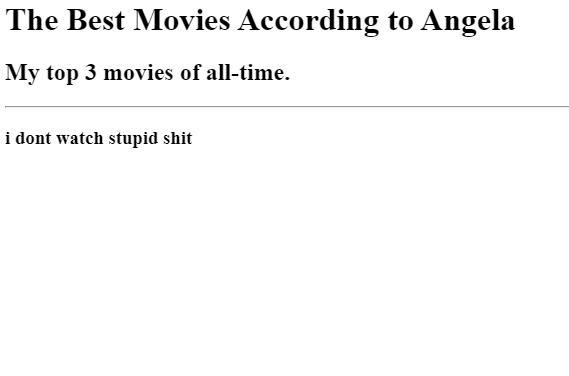 The Best Movies According to Angela
My top 3 movies of all-time.
i dont watch stupid shit